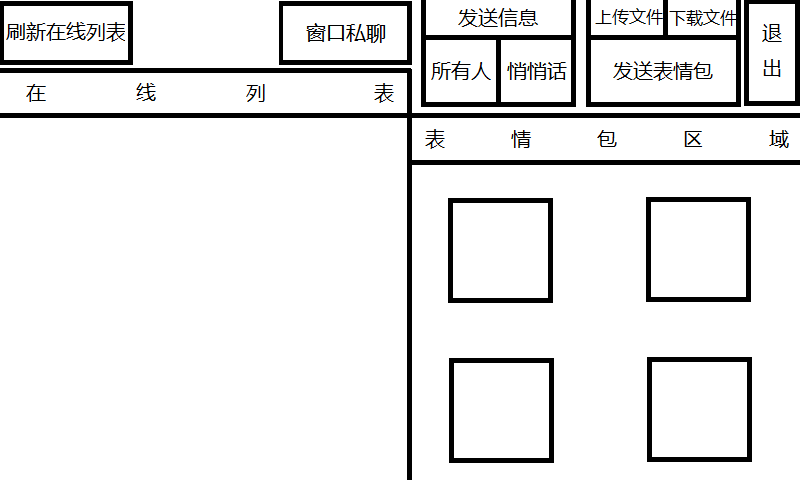 刷新在线列表
窗口私聊
发送信息
所有人
悄悄话
上传文件
下载文件
发送表情包
退
出
在线列表
表情包区域